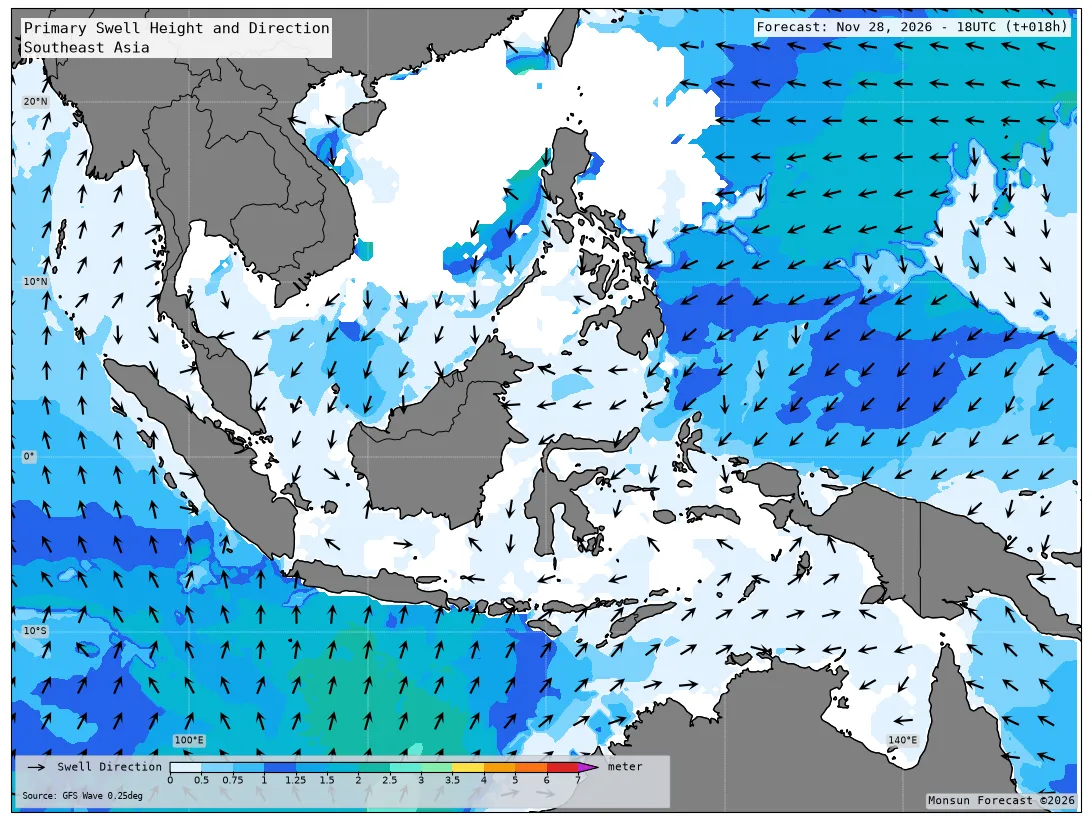 Primary Swell Height and Direction
Southeast Asia
Forecast: Nov 28, 2026 - 18UTC (t+018h)
20°N
10°N
0°
10°S
100°E
140°E
Swell Direction
meter
0 0.5 0.75 1 1.25 1.5 2 2.5 3 3.5 4 5 6 7
Source: GFS Wave 0.25deg
Monsun Forecast ©2026